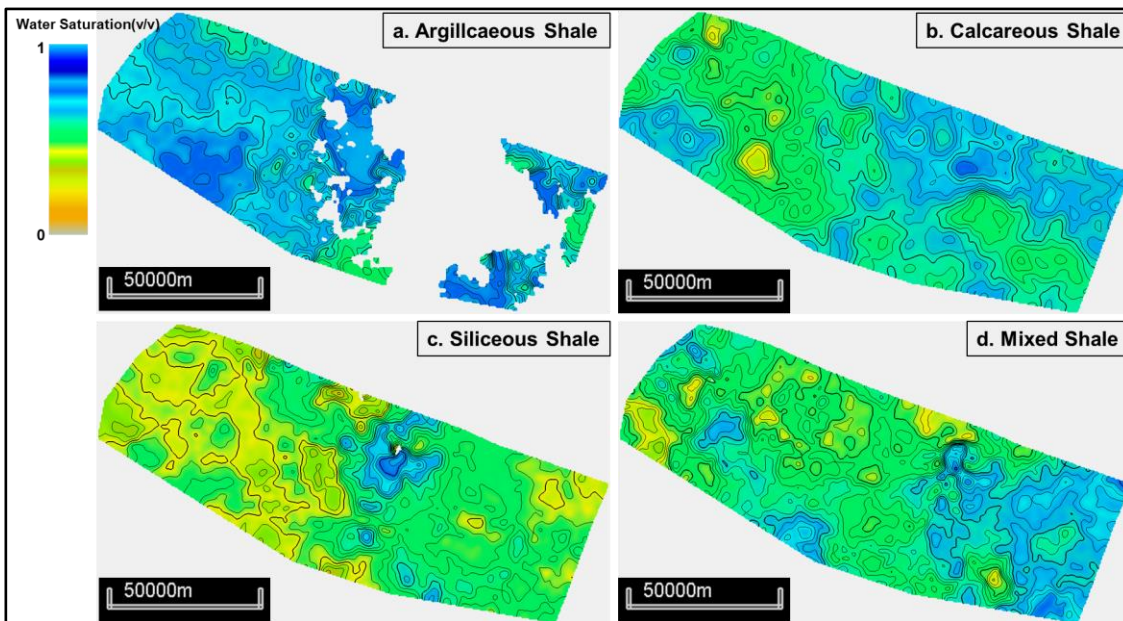 Water Saturation(v/v)
1
0
a. Argillcaeous Shale
50000m
b. Calcareous Shale
50000m
c. Siliceous Shale
50000m
d. Mixed Shale
50000m